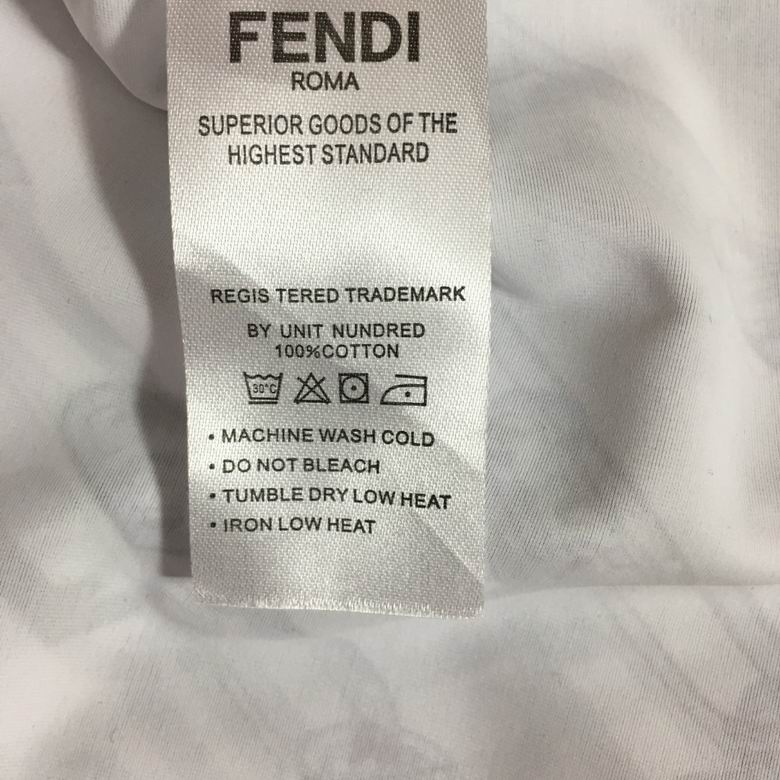 FENDI
ROMA
SUPERIOR GOODS OF THE
HIGHEST STANDARD
REGIS TERED TRADEMARK
BY UNIT NUNDRED
100%COTTON
30°C
• MACHINE WASH COLD
• DO NOT BLEACH
• TUMBLE DRY LOW HEAT
• IRON LOW HEAT